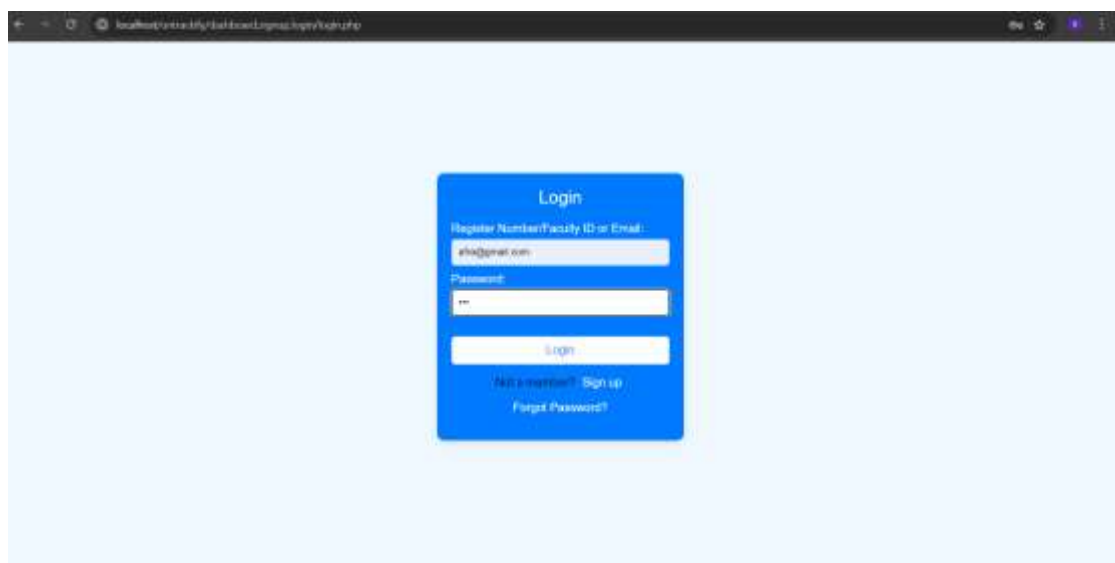 Login
Register Number/Faculty ID or Email:
Password:
•••
Login
Not a member? Sign up
Forgot Password?